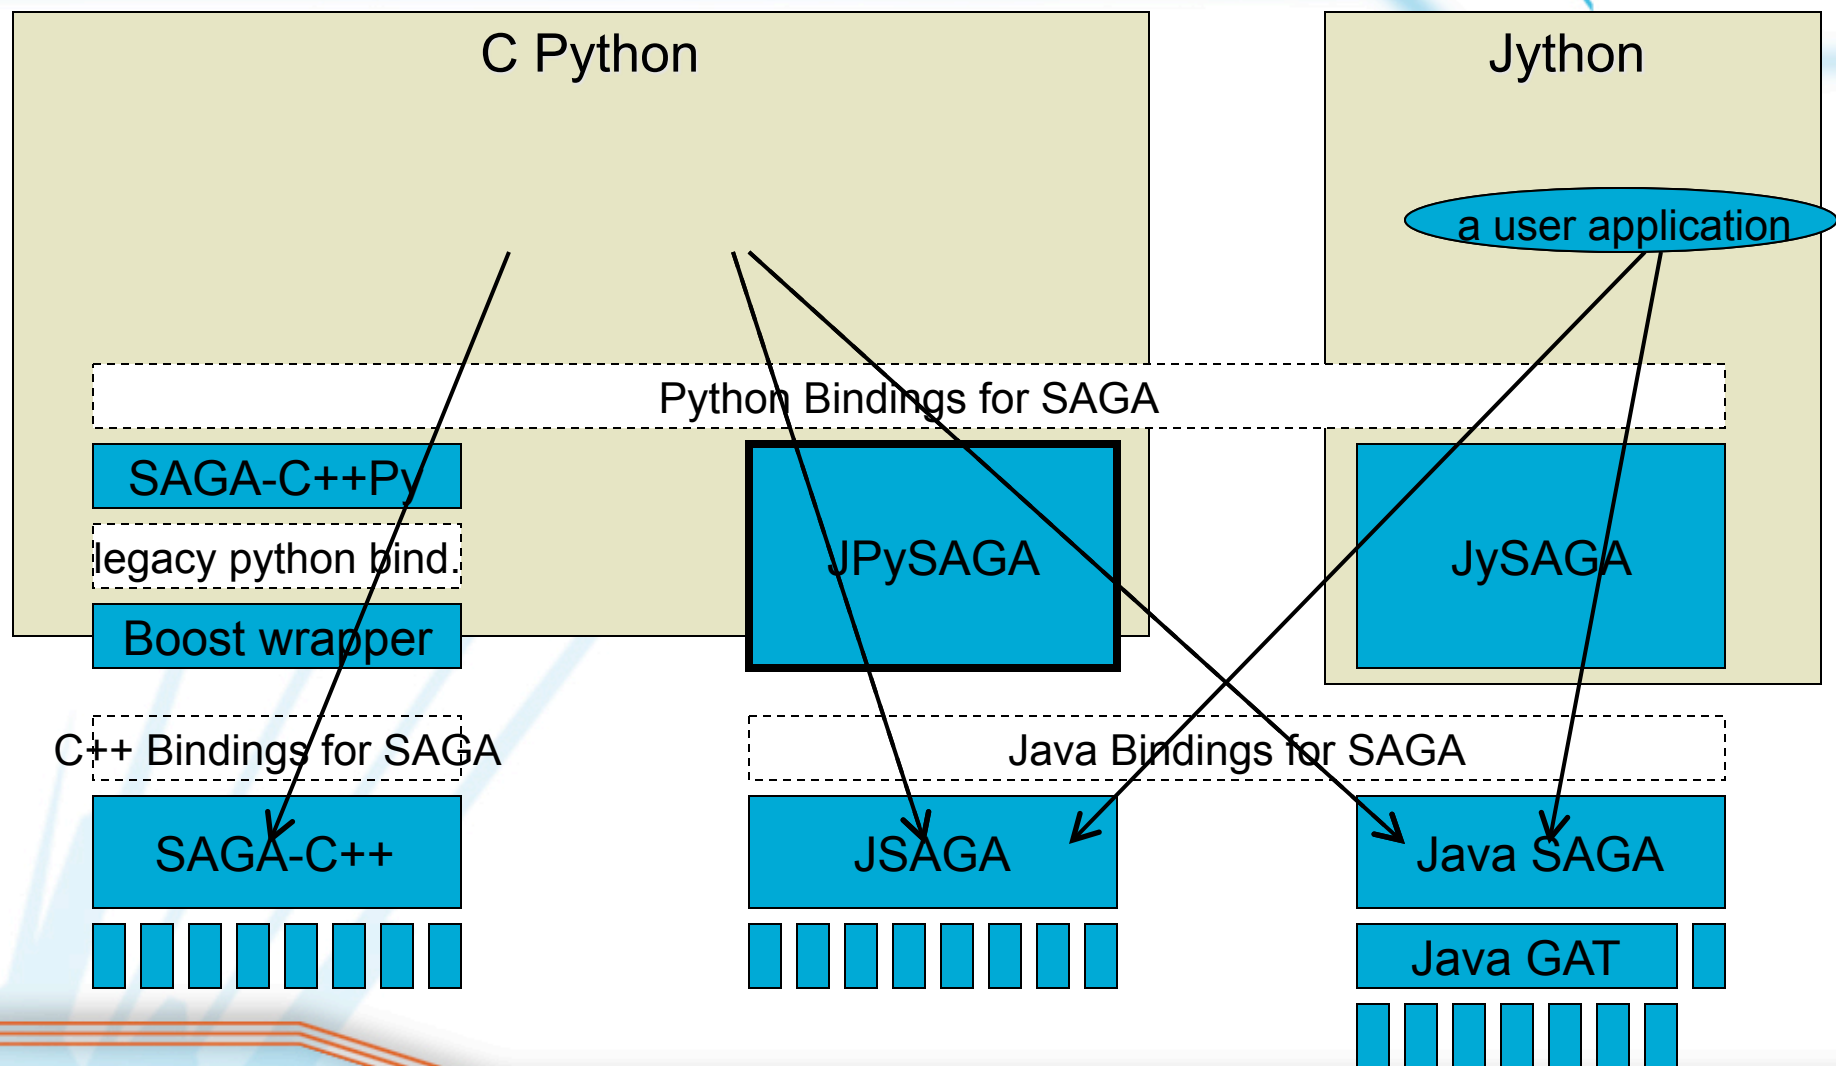 C Python
Jython
a user application
Python Bindings for SAGA
SAGA-C++Py
legacy python bind.
Boost wrapper
JPySAGA
JySAGA
C++ Bindings for SAGA
Java Bindings for SAGA
SAGA-C++
JSAGA
Java SAGA
Java GAT